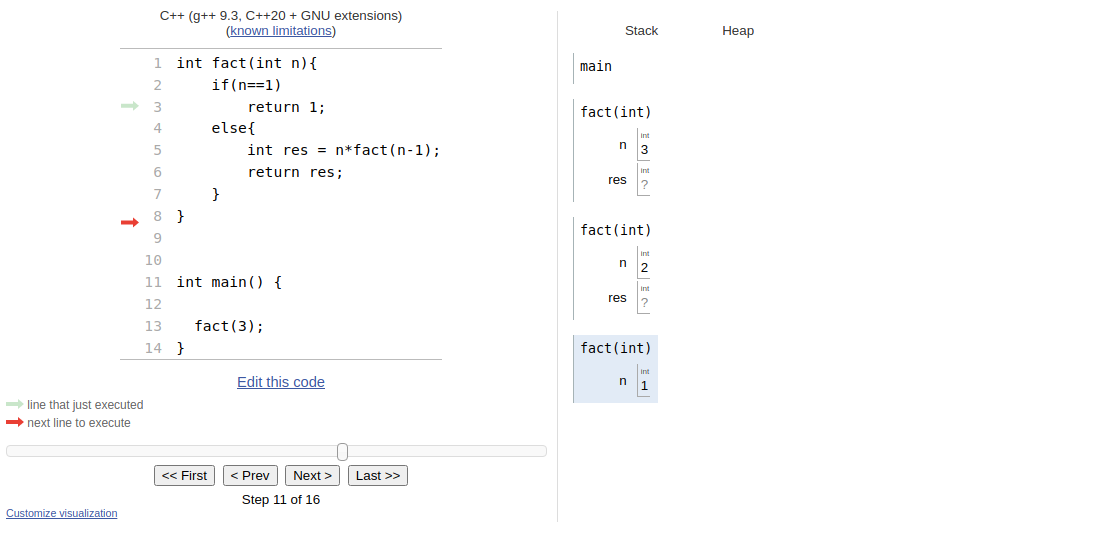 C++ (g++ 9.3, C++20 + GNU extensions)
(known limitations)
1 int fact(int n){
2     if(n==1)
3         return 1;
4     else{
5         int res = n*fact(n-1);
6         return res;
7     }
8 }
9
10
11 int main() {
12
13   fact(3);
14 }
Edit this code
line that just executed
next line to execute
<< First < Prev Next > Last >>
Step 11 of 16
Customize visualization
Stack Heap
main
fact(int)
int
n 3
int
res ?
fact(int)
int
n 2
int
res ?
fact(int)
int
n 1